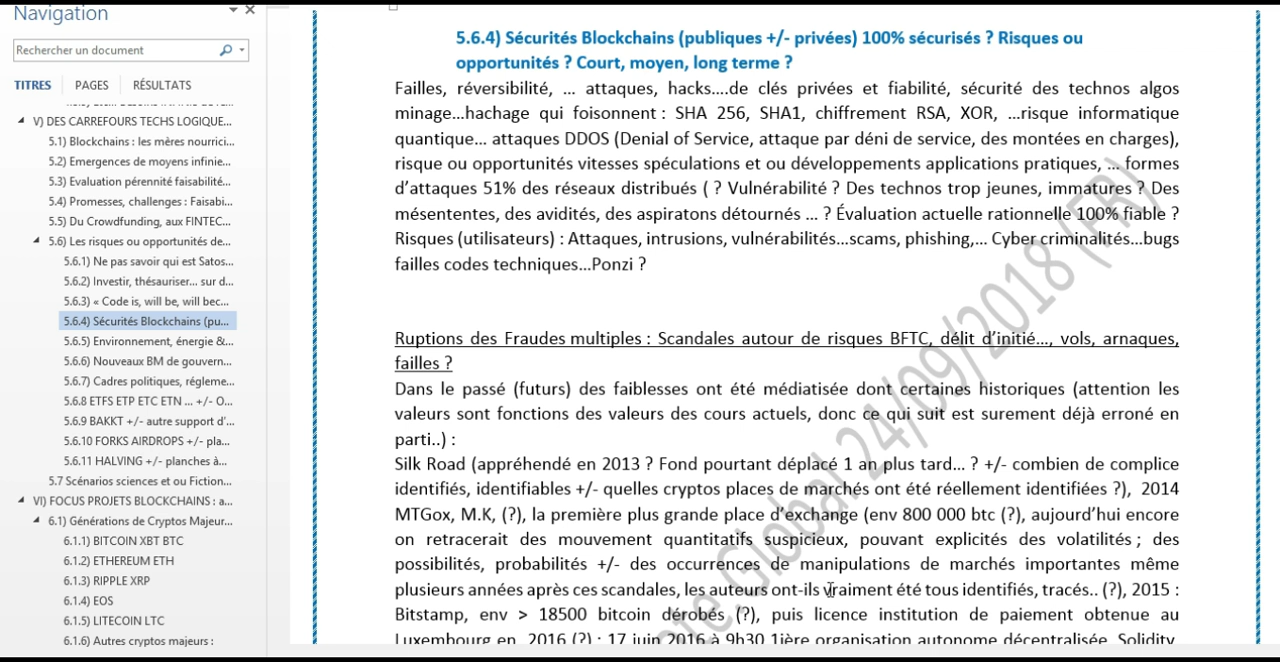 Navigation
Rechercher un document
TITRES PAGES RÉSULTATS
V) DES CARREFOURS TECHS LOGIQUE...
5.1) Blockchains : les mères nourrici...
5.2) Emergences de moyens infinie...
5.3) Evaluation pérennité faisabilité...
5.4) Promesses, challenges : Faisabi...
5.5) Du Crowdfunding, aux FINTEC...
5.6) Les risques ou opportunités de...
5.6.1) Ne pas savoir qui est Satos...
5.6.2) Investir, thésauriser... sur d...
5.6.3) « Code is, will be, will bec...
5.6.4) Sécurités Blockchains (pu...
5.6.5) Environnement, énergie &...
5.6.6) Nouveaux BM de gouvern...
5.6.7) Cadres politiques, régleme...
5.6.8 ETFS ETP ETC ETN ... +/- O...
5.6.9 BAKKT +/- autre support d'...
5.6.10 FORKS AIRDROPS +/- pla...
5.6.11 HALVING +/- planches à...
5.7 Scénarios sciences et ou Fiction...
VI) FOCUS PROJETS BLOCKCHAINS : a...
6.1) Générations de Cryptos Majeur...
6.1.1) BITCOIN XBT BTC
6.1.2) ETHEREUM ETH
6.1.3) RIPPLE XRP
6.1.4) EOS
6.1.5) LITECOIN LTC
6.1.6) Autres cryptos majeurs :
5.6.4) Sécurités Blockchains (publiques +/- privées) 100% sécurisés ? Risques ou
opportunités ? Court, moyen, long terme ?
Failles, réversibilité, ... attaques, hacks....de clés privées et fiabilité, sécurité des technos algos
minage...hachage qui foisonnent : SHA 256, SHA1, chiffrement RSA, XOR, ...risque informatique
quantique... attaques DDOS (Denial of Service, attaque par déni de service, des montées en charges),
risque ou opportunités vitesses spéculations et ou développements applications pratiques, ... formes
d'attaques 51% des réseaux distribués ( ? Vulnérabilité ? Des technos trop jeunes, immatures ? Des
mésententes, des avidités, des aspiratons détournés ... ? Évaluation actuelle rationnelle 100% fiable ?
Risques (utilisateurs) : Attaques, intrusions, vulnérabilités...scams, phishing,... Cyber criminalités...bugs
failles codes techniques...Ponzi ?
Ruptions des Fraudes multiples : Scandales autour de risques BFTC, délit d'initié..., vols, arnaques,
failles ?
Dans le passé (futurs) des faiblesses ont été médiatisée dont certaines historiques (attention les
valeurs sont fonctions des valeurs des cours actuels, donc ce qui suit est surement déjà erroné en
parti..) :
Silk Road (appréhendé en 2013 ? Fond pourtant déplacé 1 an plus tard... ? +/- combien de complice
identifiés, identifiables +/- quelles cryptos places de marchés ont été réellement identifiées ?), 2014
MTGox, M.K, (?), la première plus grande place d'exchange (env 800 000 btc (?), aujourd'hui encore
on retracerait des mouvement quantitatifs suspicieux, pouvant explicités des volatilités ; des
possibilités, probabilités +/- des occurrences de manipulations de marchés importantes même
plusieurs années après ces scandales, les auteurs ont-ils vraiment été tous identifiés, tracés.. (?), 2015 :
Bitstamp, env > 18500 bitcoin dérobés (?), puis licence institution de paiement obtenue au
Luxembourg en 2016 (?) ; 17 juin 2016 à 9h30 1ière organisation autonome décentralisée, Solidity,
Global 24/09/2018 (FR)